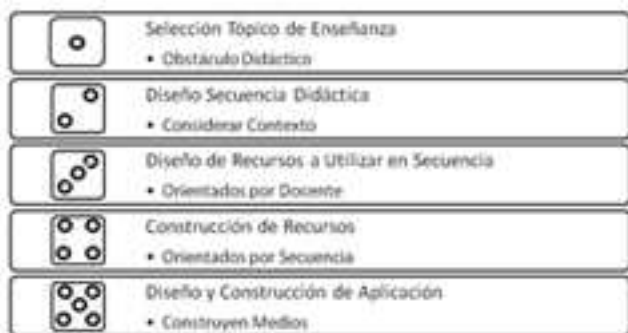 Selección Tópico de Enseñanza
• Obstáculo Didáctico
Diseño Secuencia Didáctica
• Considerar Contexto
Diseño de Recursos a Utilizar en Secuencia
• Orientados por Docente
Construcción de Recursos
• Orientados por Secuencia
Diseño y Construcción de Aplicación
• Construyen Medios